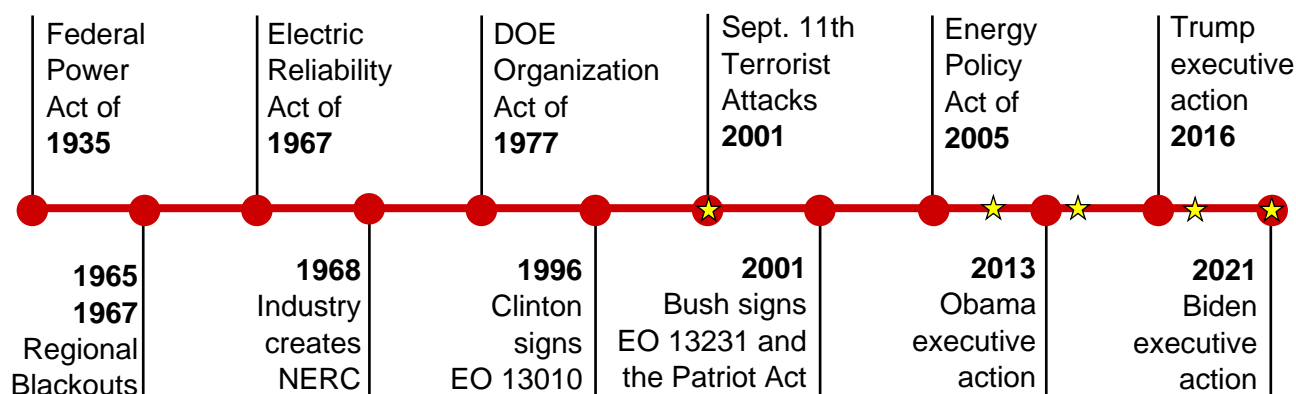 Federal
Power
Act of
1935
Electric
Reliability
Act of
1967
DOE
Organization
Act of
1977
Sept. 11th
Terrorist
Attacks
2001
Energy
Policy
Act of
2005
Trump
executive
action
2016
1965
1967
Regional
Blackouts
1968
Industry
creates
NERC
1996
Clinton
signs
EO 13010
2001
Bush signs
EO 13231 and
the Patriot Act
2013
Obama
executive
action
2021
Biden
executive
action